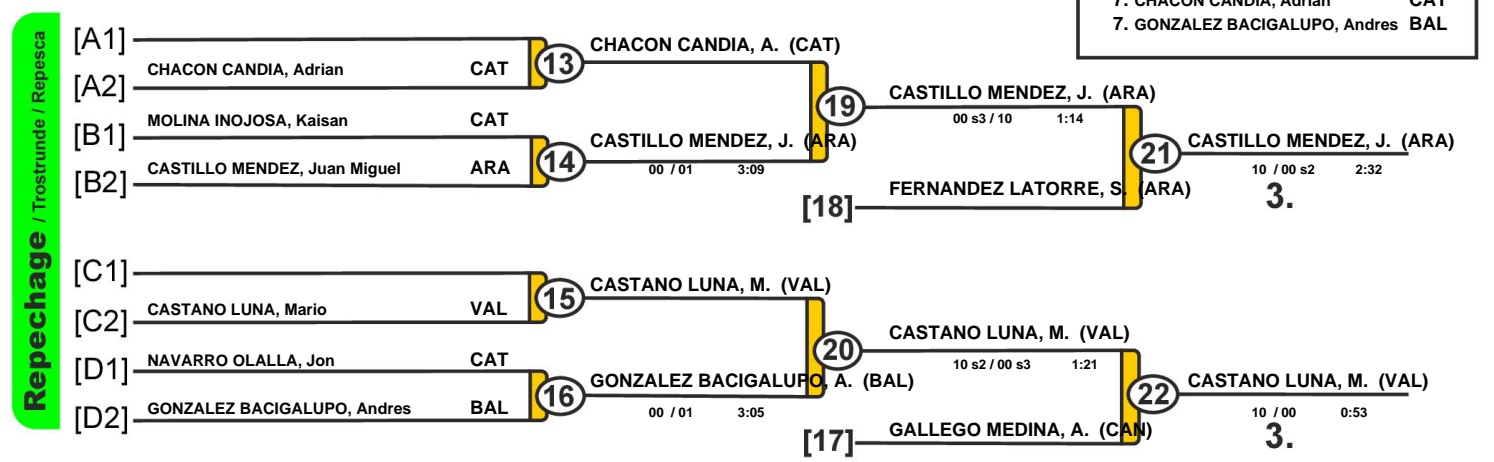 7. CHACON CANDIA, Adrian CAT
7. GONZALEZ BACIGALUPO, Andres BAL
Repechage / Trostrunde / Repesca
[A1]
CHACON CANDIA, Adrian CAT
[A2]
13
CHACON CANDIA, A. (CAT)
MOLINA INOJOSA, Kaisan CAT
[B1]
CASTILLO MENDEZ, Juan Miguel ARA
[B2]
14
CASTILLO MENDEZ, J. (ARA)
00 / 01 3:09
19
CASTILLO MENDEZ, J. (ARA)
00 s3 / 10 1:14
FERNANDEZ LATORRE, S. (ARA)
[18]
21
CASTILLO MENDEZ, J. (ARA)
10 / 00 s2 2:32
3.
[C1]
CASTANO LUNA, Mario VAL
[C2]
15
CASTANO LUNA, M. (VAL)
NAVARRO OLALLA, Jon CAT
[D1]
GONZALEZ BACIGALUPO, Andres BAL
[D2]
16
GONZALEZ BACIGALUPO, A. (BAL)
00 / 01 3:05
20
CASTANO LUNA, M. (VAL)
10 s2 / 00 s3 1:21
GALLEGO MEDINA, A. (CAN)
[17]
22
CASTANO LUNA, M. (VAL)
10 / 00 0:53
3.